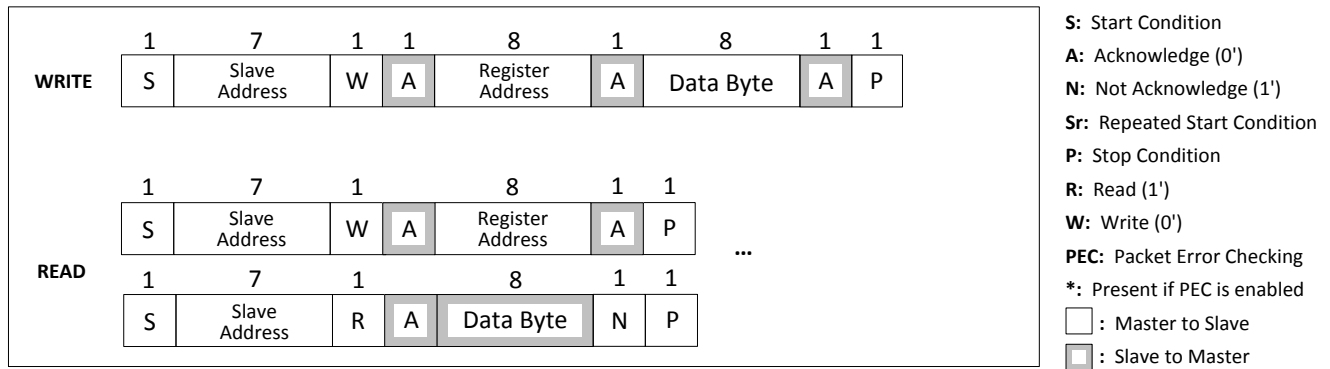 1 7 1 1 8 1 8 1 1
WRITE S Slave Address W A Register Address A Data Byte A P
1 7 1 8 1 1
READ
S Slave Address W A Register Address A P ...
1 7 1 8 1 1
S Slave Address R A Data Byte N P
S: Start Condition
A: Acknowledge (0')
N: Not Acknowledge (1')
Sr: Repeated Start Condition
P: Stop Condition
R: Read (1')
W: Write (0')
PEC: Packet Error Checking
*: Present if PEC is enabled
: Master to Slave
: Slave to Master